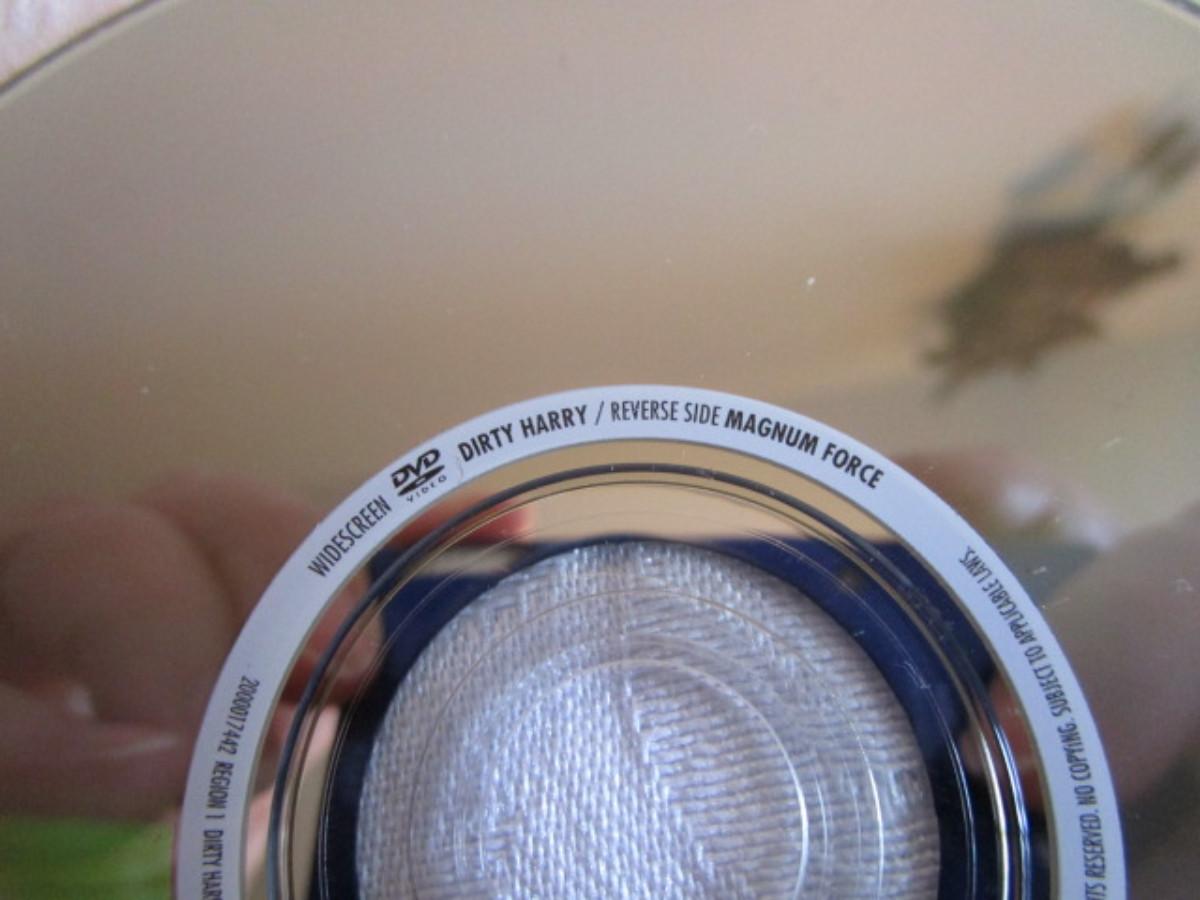 2000017442 REGION 1 DIRTY
WIDESCREEN DVD VIDEO DIRTY HARRY / REVERSE SIDE MAGNUM FORCE
RESERVED. NO COPYING. SUBJECT TO APPLICABLE LAWS.